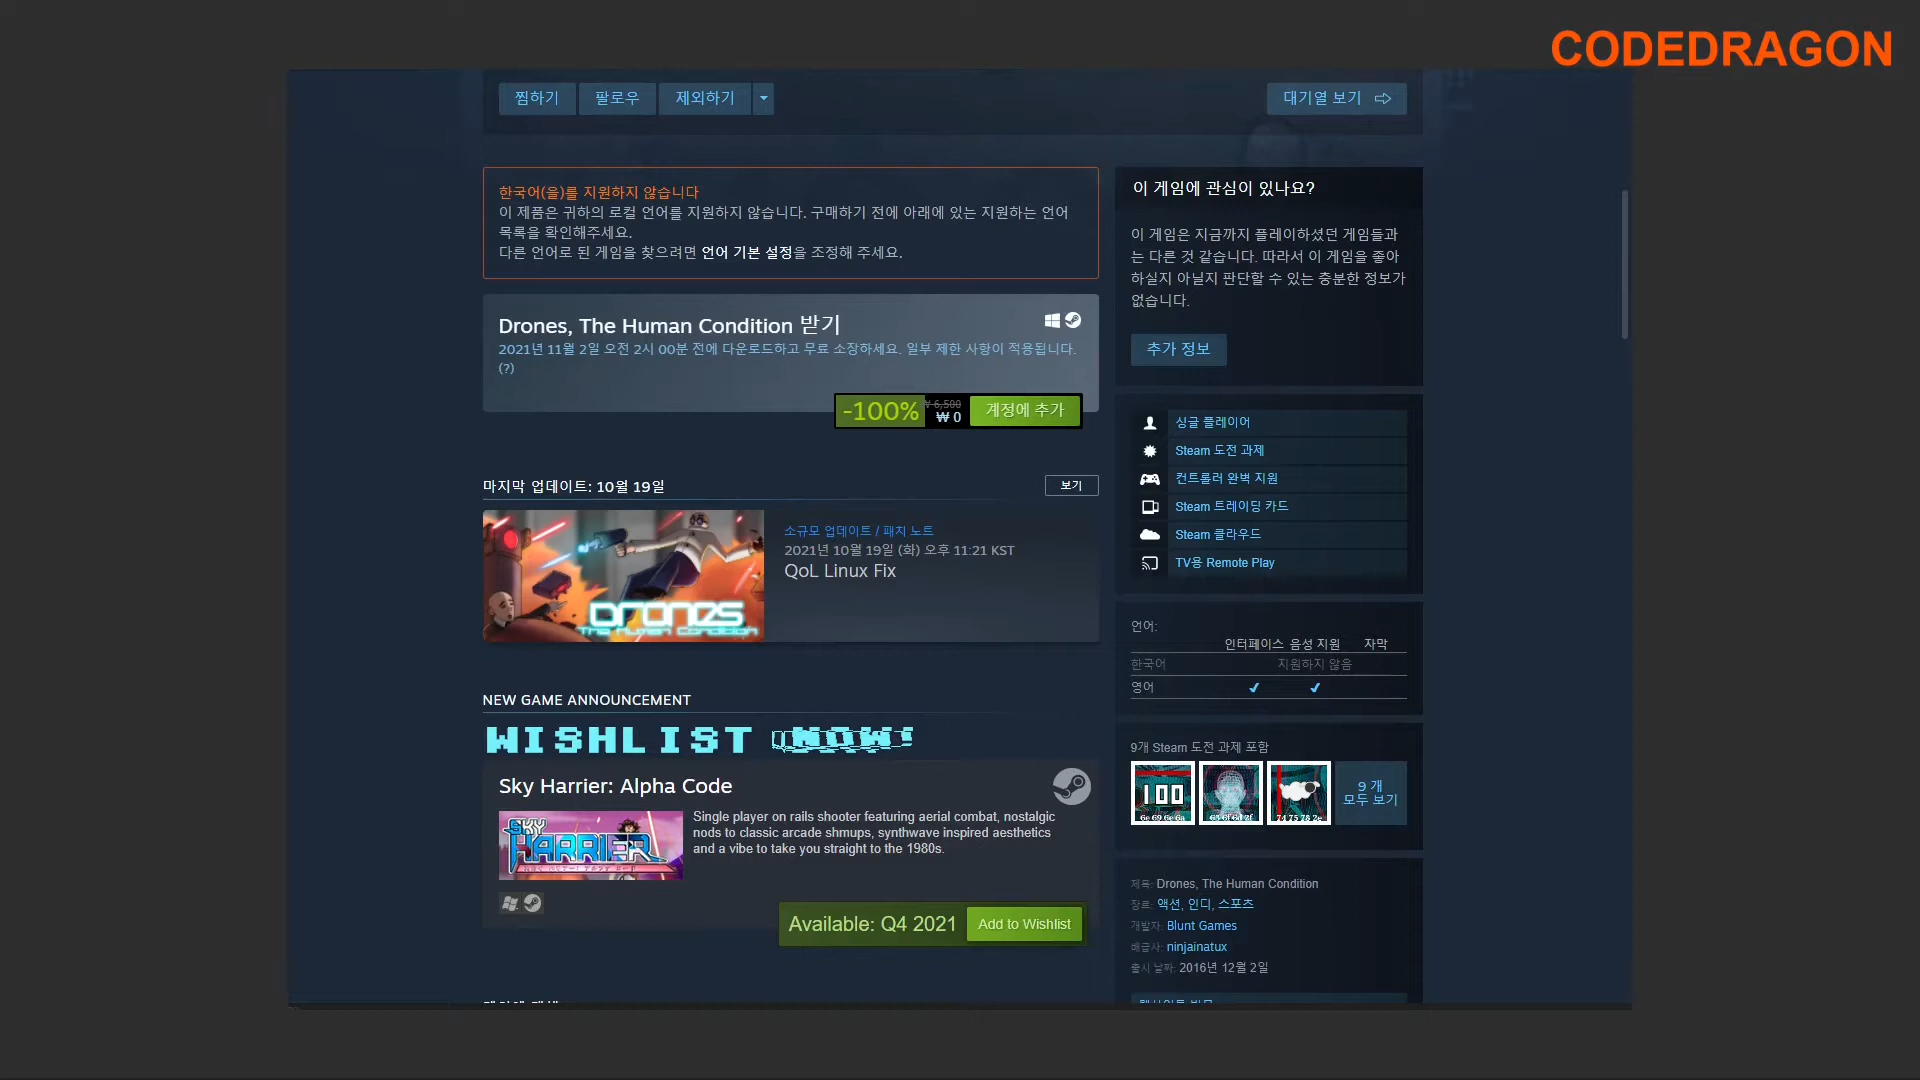 CODEDRAGON
찜하기
팔로우
제외하기
대기열 보기
한국어(을)를 지원하지 않습니다
이 제품은 귀하의 로컬 언어를 지원하지 않습니다. 구매하기 전에 아래에 있는 지원하는 언어
목록을 확인해주세요.
다른 언어로 된 게임을 찾으려면 언어 기본 설정을 조정해 주세요.
Drones, The Human Condition 받기
2021년 11월 2일 오전 2시 00분 전에 다운로드하고 무료 소장하세요. 일부 제한 사항이 적용됩니다.
(?)
-100%
₩ 6,500
₩ 0
계정에 추가
마지막 업데이트: 10월 19일
보기
DRONES
The Human Condition
소규모 업데이트 / 패치 노트
2021년 10월 19일 (화) 오후 11:21 KST
QoL Linux Fix
NEW GAME ANNOUNCEMENT
WISHLIST NOW!
Sky Harrier: Alpha Code
SKY
HARRIER
Single player on rails shooter featuring aerial combat, nostalgic
nods to classic arcade shmups, synthwave inspired aesthetics
and a vibe to take you straight to the 1980s.
Available: Q4 2021
Add to Wishlist
이 게임에 관심이 있나요?
이 게임은 지금까지 플레이하셨던 게임들과
는 다른 것 같습니다. 따라서 이 게임을 좋아
하실지 아닐지 판단할 수 있는 충분한 정보가
없습니다.
추가 정보
싱글 플레이어
Steam 도전 과제
컨트롤러 완벽 지원
Steam 트레이딩 카드
Steam 클라우드
TV용 Remote Play
언어:
인터페이스 음성 지원 자막
한국어 지원하지 않음
영어 ✔ ✔
9개 Steam 도전 과제 포함
100
6e 69 6e 6a
74 75 78 2e
9 개
모두 보기
제목: Drones, The Human Condition
장르: 액션, 인디, 스포츠
개발자: Blunt Games
배급사: ninjainatux
출시 날짜: 2016년 12월 2일